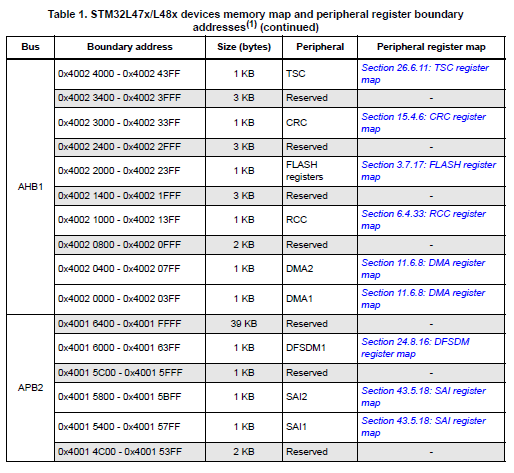 Table 1. STM32L47x/L48x devices memory map and peripheral register boundary
addresses(1) (continued)
Bus Boundary address Size (bytes) Peripheral Peripheral register map
AHB1
0x4002 4000 - 0x4002 43FF 1 KB TSC Section 26.6.11: TSC register
map
0x4002 3400 - 0x4002 3FFF 3 KB Reserved -
0x4002 3000 - 0x4002 33FF 1 KB CRC Section 15.4.6: CRC register
map
0x4002 2400 - 0x4002 2FFF 3 KB Reserved -
0x4002 2000 - 0x4002 23FF 1 KB FLASH registers Section 3.7.17: FLASH register
map
0x4002 1400 - 0x4002 1FFF 3 KB Reserved -
0x4002 1000 - 0x4002 13FF 1 KB RCC Section 6.4.33: RCC register
map
0x4002 0800 - 0x4002 0FFF 2 KB Reserved -
0x4002 0400 - 0x4002 07FF 1 KB DMA2 Section 11.6.8: DMA register
map
0x4002 0000 - 0x4002 03FF 1 KB DMA1 Section 11.6.8: DMA register
map
APB2
0x4001 6400 - 0x4001 FFFF 39 KB Reserved -
0x4001 6000 - 0x4001 63FF 1 KB DFSDM1 Section 24.8.16: DFSDM
register map
0x4001 5C00 - 0x4001 5FFF 1 KB Reserved -
0x4001 5800 - 0x4001 5BFF 1 KB SAI2 Section 43.5.18: SAI register
map
0x4001 5400 - 0x4001 57FF 1 KB SAI1 Section 43.5.18: SAI register
map
0x4001 4C00 - 0x4001 53FF 2 KB Reserved -